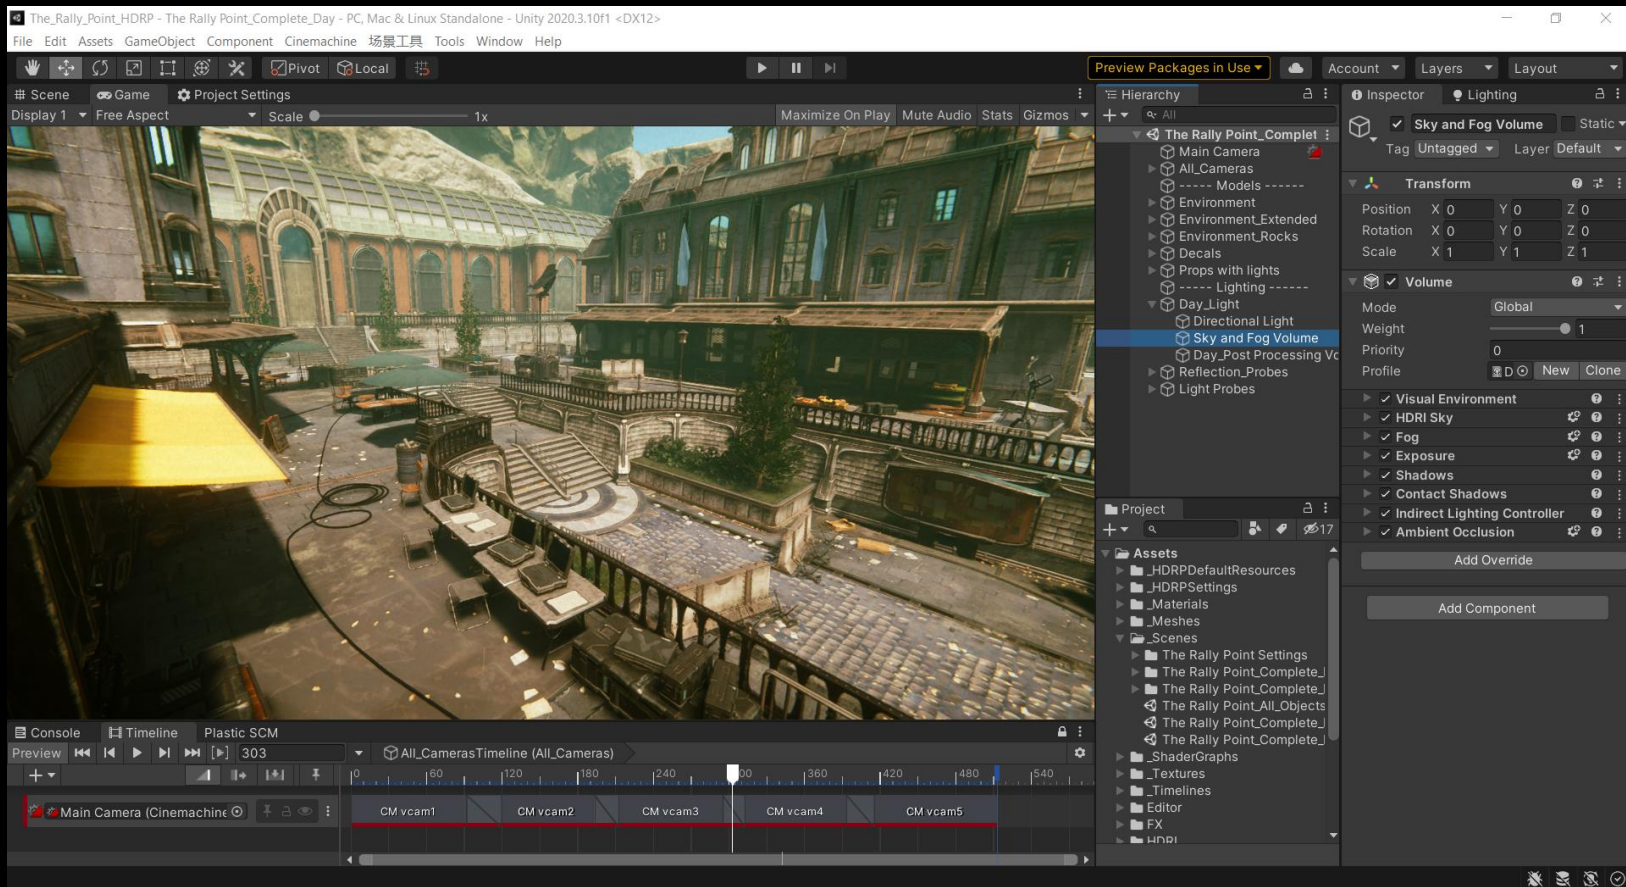 The_Rally_Point_HDRP - The Rally Point_Complete_Day - PC, Mac & Linux Standalone - Unity 2020.3.10f1 <DX12>
File Edit Assets GameObject Component Cinemachine 场景工具 Tools Window Help
Pivot Local Preview Packages in Use Account Layers Layout
Scene Game Project Settings
Display 1 Free Aspect Scale 1x Maximize On Play Mute Audio Stats Gizmos
Hierarchy
All
The Rally Point_Complet
Main Camera
All_Cameras
----- Models ------
Environment
Environment_Extended
Environment_Rocks
Decals
Props with lights
----- Lighting ------
Day_Light
Directional Light
Sky and Fog Volume
Day_Post Processing Vo
Reflection_Probes
Light Probes
Project
17
Assets
_HDRPDefaultResources
_HDRPSettings
_Materials
_Meshes
_Scenes
The Rally Point Settings
The Rally Point_Complete_
The Rally Point_Complete_
The Rally Point_All_Objects
The Rally Point_Complete_
The Rally Point_Complete_
_ShaderGraphs
_Textures
_Timelines
Editor
FX
HDRI
Inspector Lighting
Sky and Fog Volume Static
Tag Untagged Layer Default
Transform
Position X 0 Y 0 Z 0
Rotation X 0 Y 0 Z 0
Scale X 1 Y 1 Z 1
Volume
Mode Global
Weight 1
Priority 0
Profile D New Clone
Visual Environment
HDRI Sky
Fog
Exposure
Shadows
Contact Shadows
Indirect Lighting Controller
Ambient Occlusion
Add Override
Add Component
Console Timeline Plastic SCM
Preview 303 All_CamerasTimeline (All_Cameras)
0 60 120 180 240 00 360 420 480 540
Main Camera (Cinemachine CM vcam1 CM vcam2 CM vcam3 CM vcam4 CM vcam5